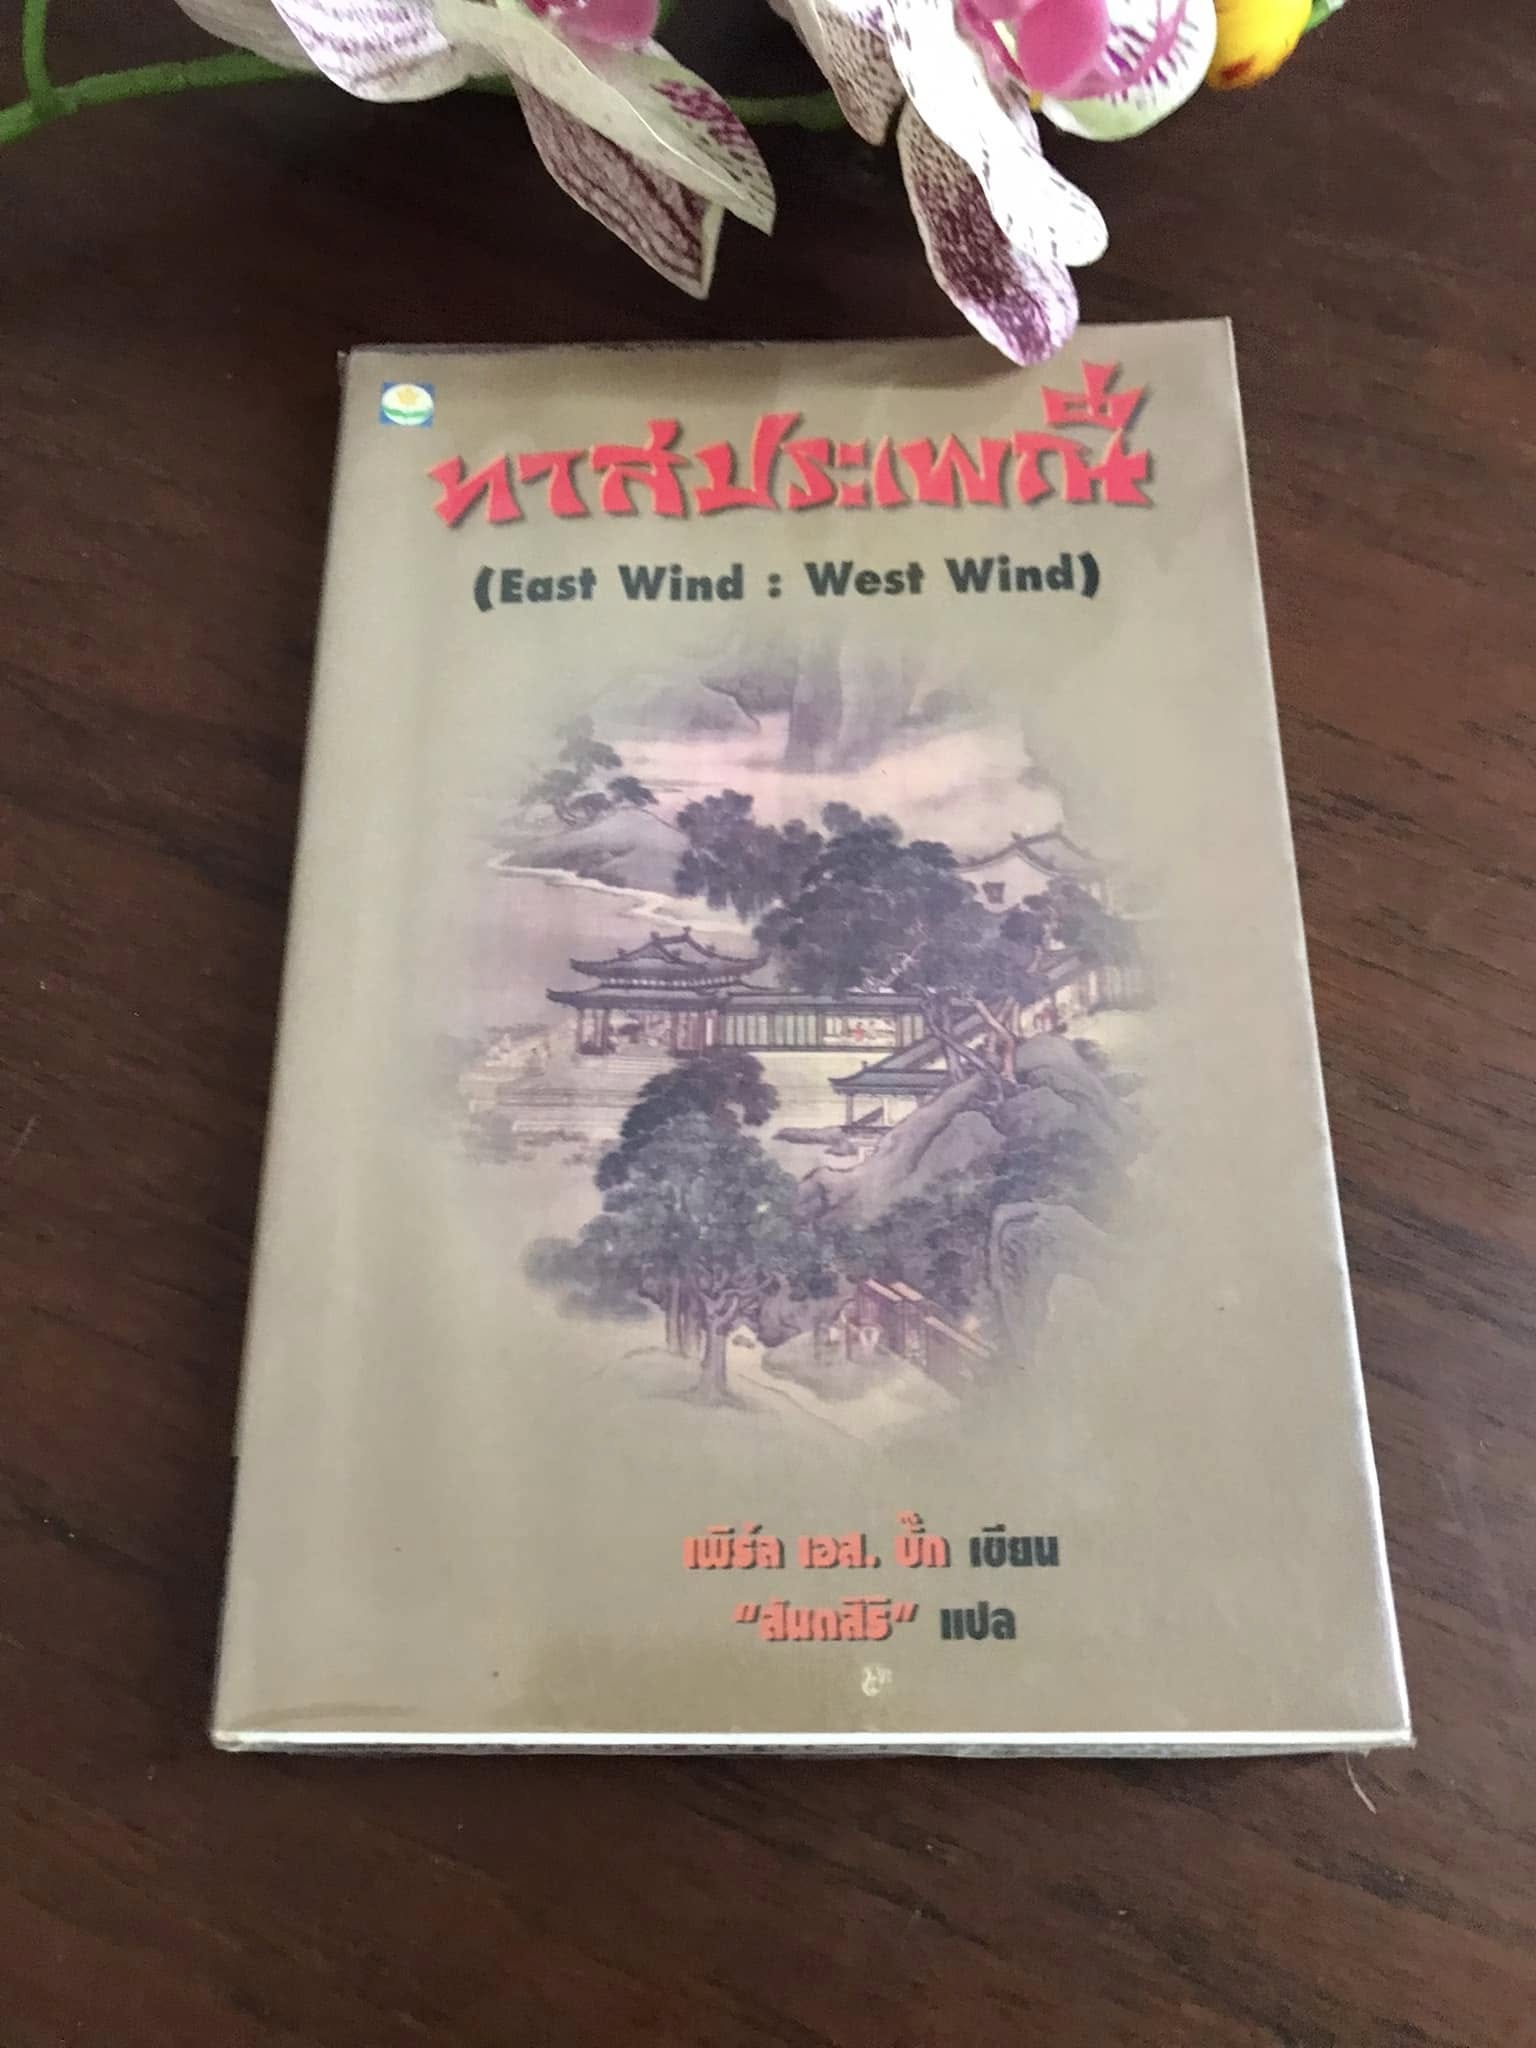 ทาสประเพณี
(East Wind : West Wind)
เพิร์ล เอส. บั๊ก เขียน
"สันตสิริ" แปล